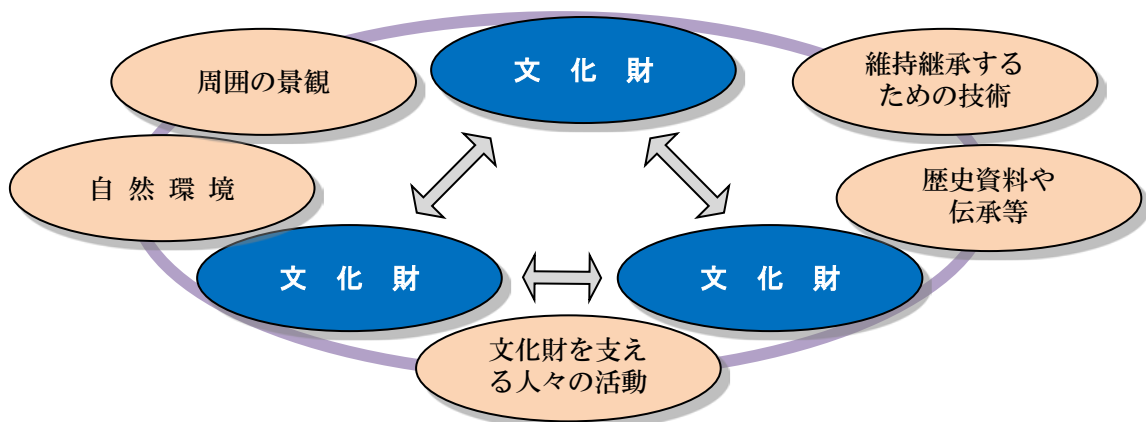 文 化 財
周囲の景観
維持継承する
ための技術
自 然 環 境
歴史資料や
伝承等
文 化 財
文 化 財
文化財を支え
る人々の活動